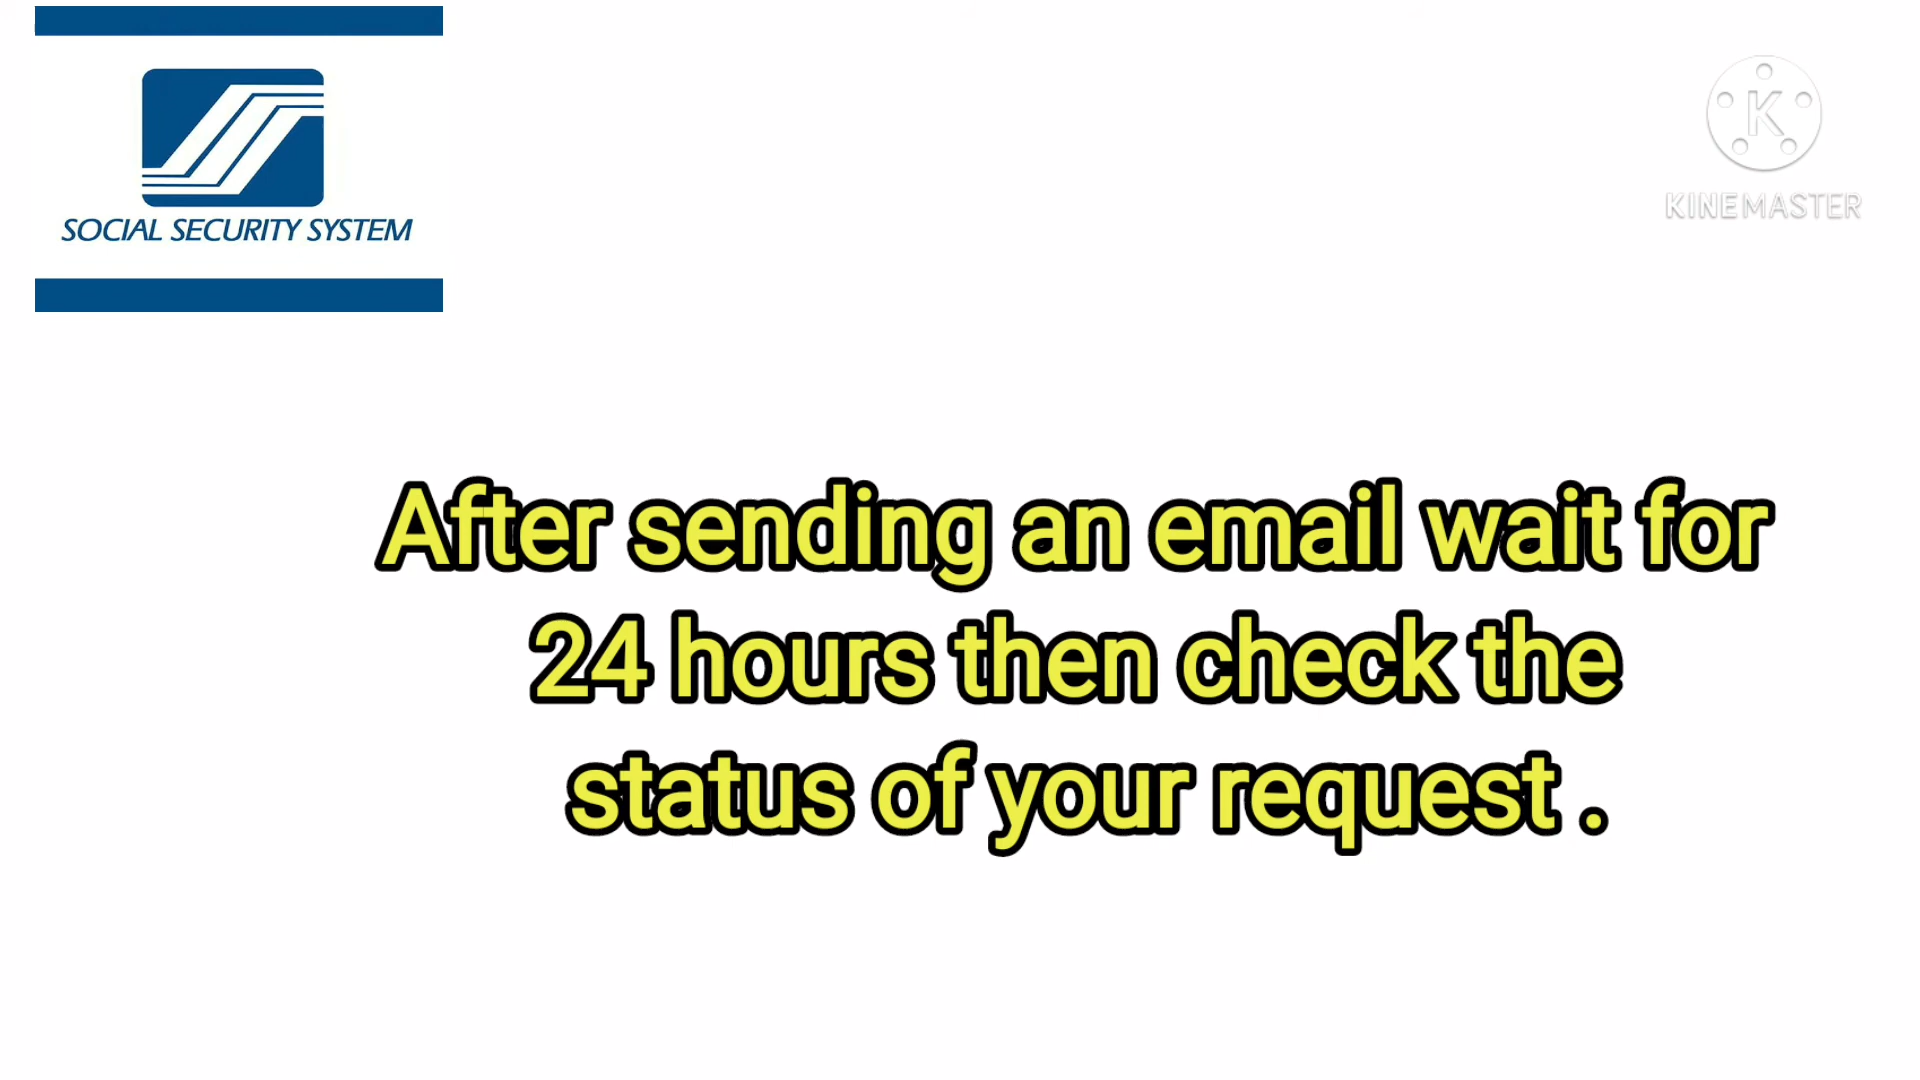 SOCIAL SECURITY SYSTEM
K
KINEMASTER
After sending an email wait for
24 hours then check the
status of your request .